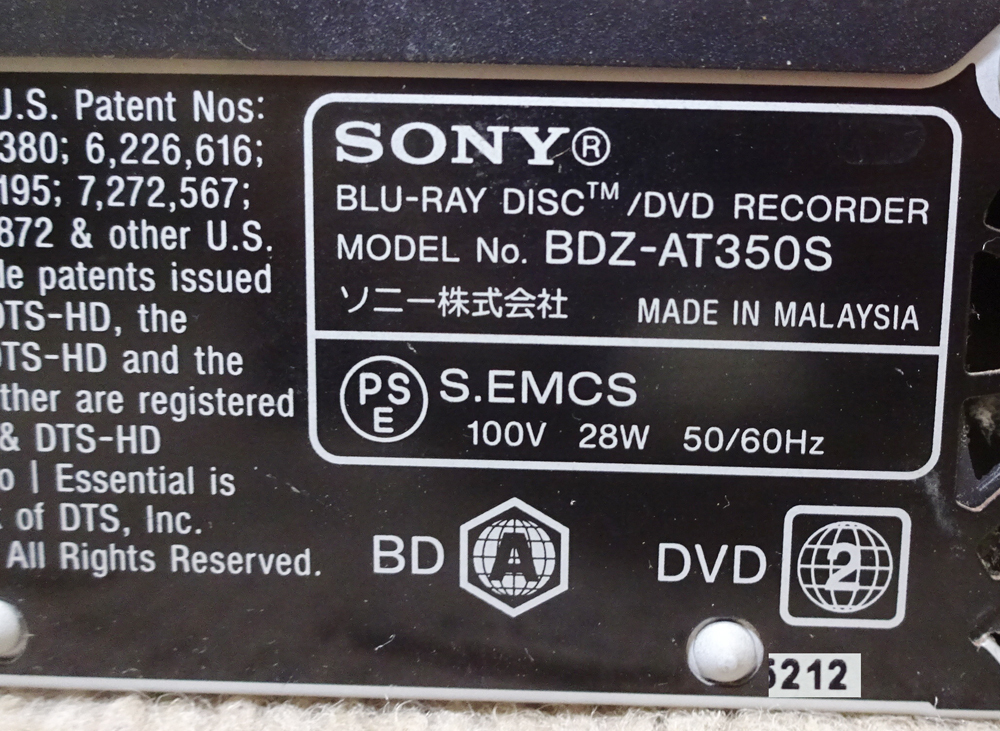 U.S. Patent Nos:
380; 6,226,616;
195; 7,272,567;
872 & other U.S.
patents issued
DTS-HD, the
DTS-HD and the
are registered
& DTS-HD
| Essential is
of DTS, Inc.
All Rights Reserved.
SONY®
BLU-RAY DISC™/DVD RECORDER
MODEL No. BDZ-AT350S
ソニー株式会社 MADE IN MALAYSIA
PS
E
S.EMCS
100V 28W 50/60Hz
BD A
DVD 2
5212